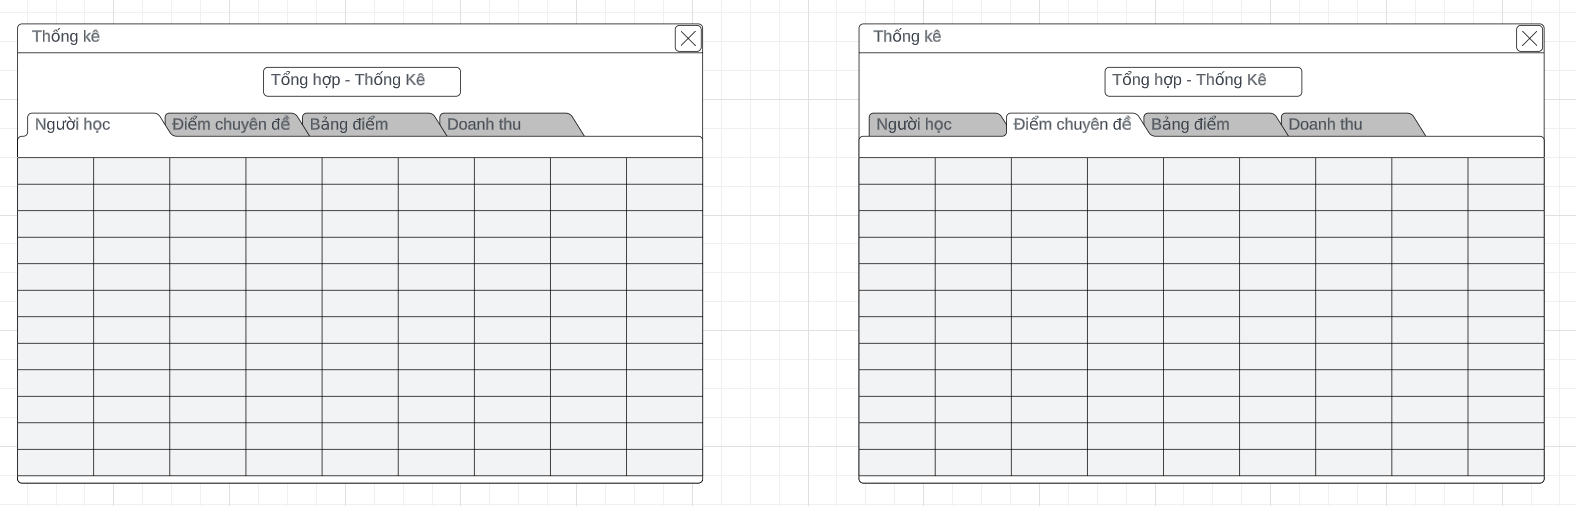 Thống kê
Tổng hợp - Thống Kê
Người học
Điểm chuyên đề
Bảng điểm
Doanh thu
Thống kê
Tổng hợp - Thống Kê
Người học
Điểm chuyên đề
Bảng điểm
Doanh thu